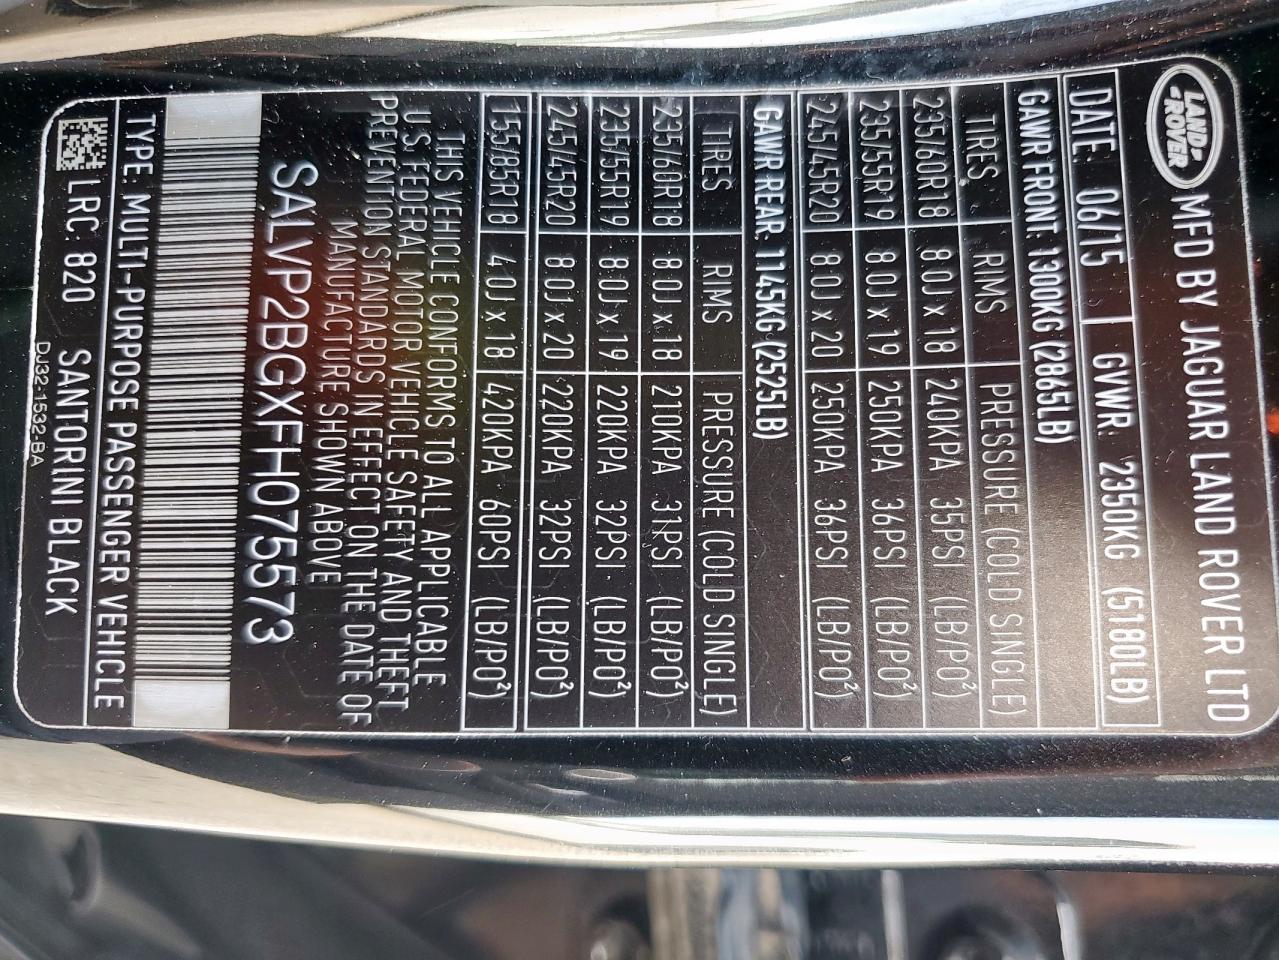 LAND ROVER MFD BY JAGUAR LAND ROVER LTD
DATE: 06/15 GVWR: 2350KG (5180LB)
GAWR FRONT: 1300KG (2865LB)
TIRES RIMS PRESSURE (COLD SINGLE)
235/60R18 8.0J x 18 240KPA 35PSI (LB/PO²)
235/55R19 8.0J x 19 250KPA 36PSI (LB/PO²)
245/45R20 8.0J x 20 250KPA 36PSI (LB/PO²)
GAWR REAR: 1145KG (2525LB)
TIRES RIMS PRESSURE (COLD SINGLE)
235/60R18 8.0J x 18 210KPA 31PSI (LB/PO²)
235/55R19 8.0J x 19 220KPA 32PSI (LB/PO²)
245/45R20 8.0J x 20 220KPA 32PSI (LB/PO²)
155/85R18 4.0J x 18 420KPA 60PSI (LB/PO²)
THIS VEHICLE CONFORMS TO ALL APPLICABLE
U.S FEDERAL MOTOR VEHICLE SAFETY AND THEFT
PREVENTION STANDARDS IN EFFECT ON THE DATE OF
MANUFACTURE SHOWN ABOVE
SALVP2BGXFH075573
TYPE: MULTI-PURPOSE PASSENGER VEHICLE
LRC: 820 SANTORINI BLACK
DJ32-1532-BA